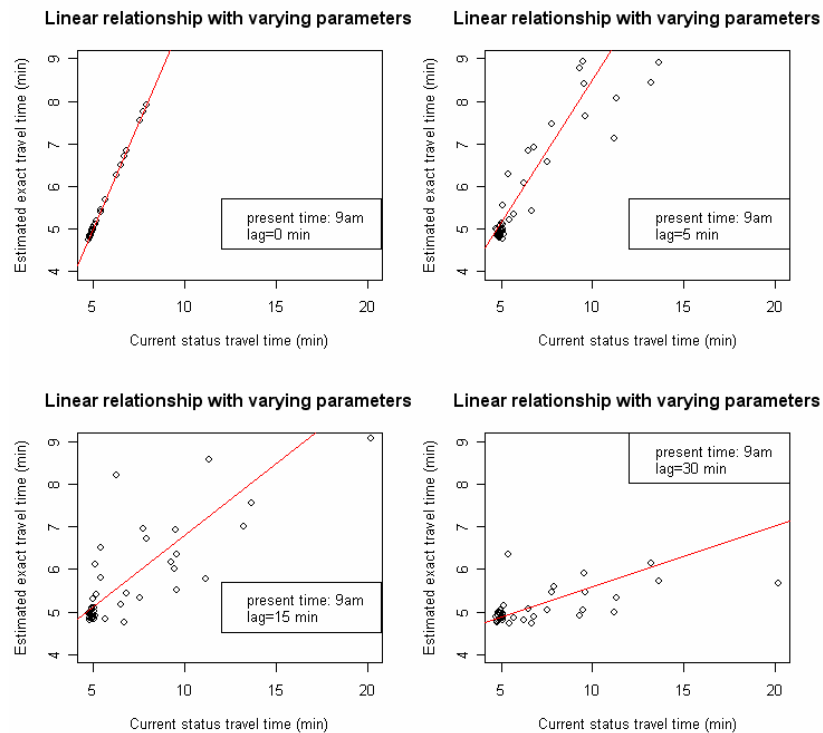 Linear relationship with varying parameters
Estimated exact travel time (min)
9
8
7
6
5
4
present time: 9am
lag=0 min
5
10
15
20
Current status travel time (min)
Linear relationship with varying parameters
Estimated exact travel time (min)
9
8
7
6
5
4
present time: 9am
lag=5 min
5
10
15
20
Current status travel time (min)
Linear relationship with varying parameters
Estimated exact travel time (min)
9
8
7
6
5
4
present time: 9am
lag=15 min
5
10
15
20
Current status travel time (min)
Linear relationship with varying parameters
Estimated exact travel time (min)
9
8
7
6
5
4
present time: 9am
lag=30 min
5
10
15
20
Current status travel time (min)